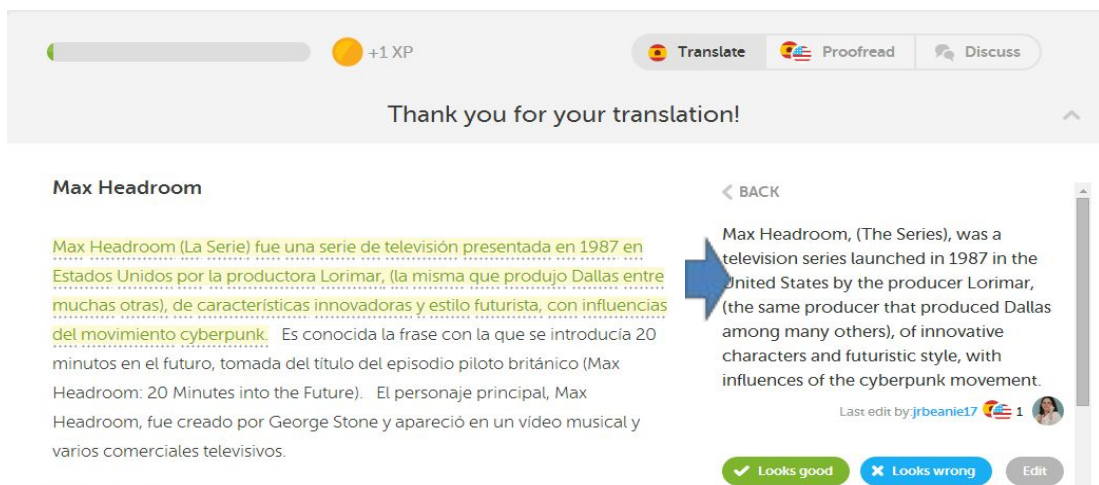 +1 XP
Translate
Proofread
Discuss
Thank you for your translation!
Max Headroom
Max Headroom (La Serie) fue una serie de televisión presentada en 1987 en
Estados Unidos por la productora Lorimar, (la misma que produjo Dallas entre
muchas otras), de características innovadoras y estilo futurista, con influencias
del movimiento cyberpunk. Es conocida la frase con la que se introducía 20
minutos en el futuro, tomada del título del episodio piloto británico (Max
Headroom: 20 Minutes into the Future). El personaje principal, Max
Headroom, fue creado por George Stone y apareció en un vídeo musical y
varios comerciales televisivos.
BACK
Max Headroom, (The Series), was a
television series launched in 1987 in the
United States by the producer Lorimar,
(the same producer that produced Dallas
among many others), of innovative
characters and futuristic style, with
influences of the cyberpunk movement.
Last edit by:jrbeanie17 1
Looks good
Looks wrong
Edit